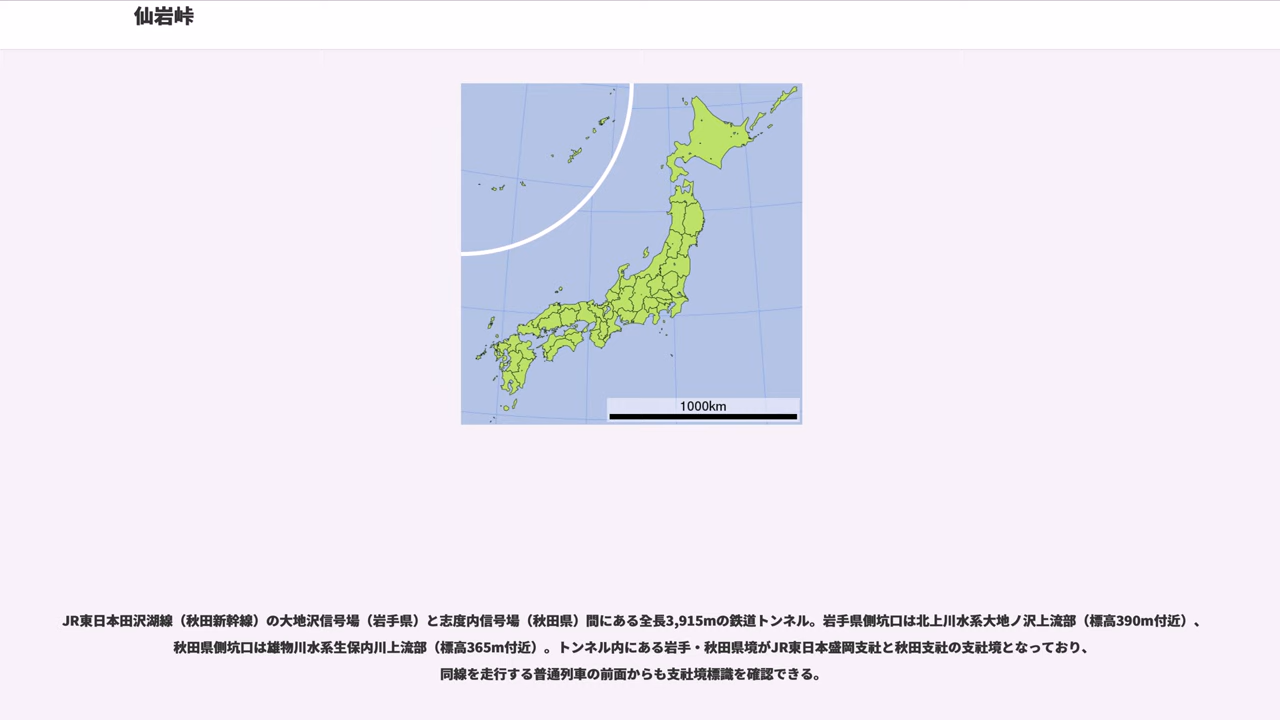 仙岩峠
1000km
JR東日本田沢湖線（秋田新幹線）の大地沢信号場（岩手県）と志度内信号場（秋田県）間にある全長3,915mの鉄道トンネル。岩手県側坑口は北上川水系大地ノ沢上流部（標高390m付近）、
秋田県側坑口は雄物川水系生保内川上流部（標高365m付近）。トンネル内にある岩手・秋田県境がJR東日本盛岡支社と秋田支社の支社境となっており、
同線を走行する普通列車の前面からも支社境標識を確認できる。